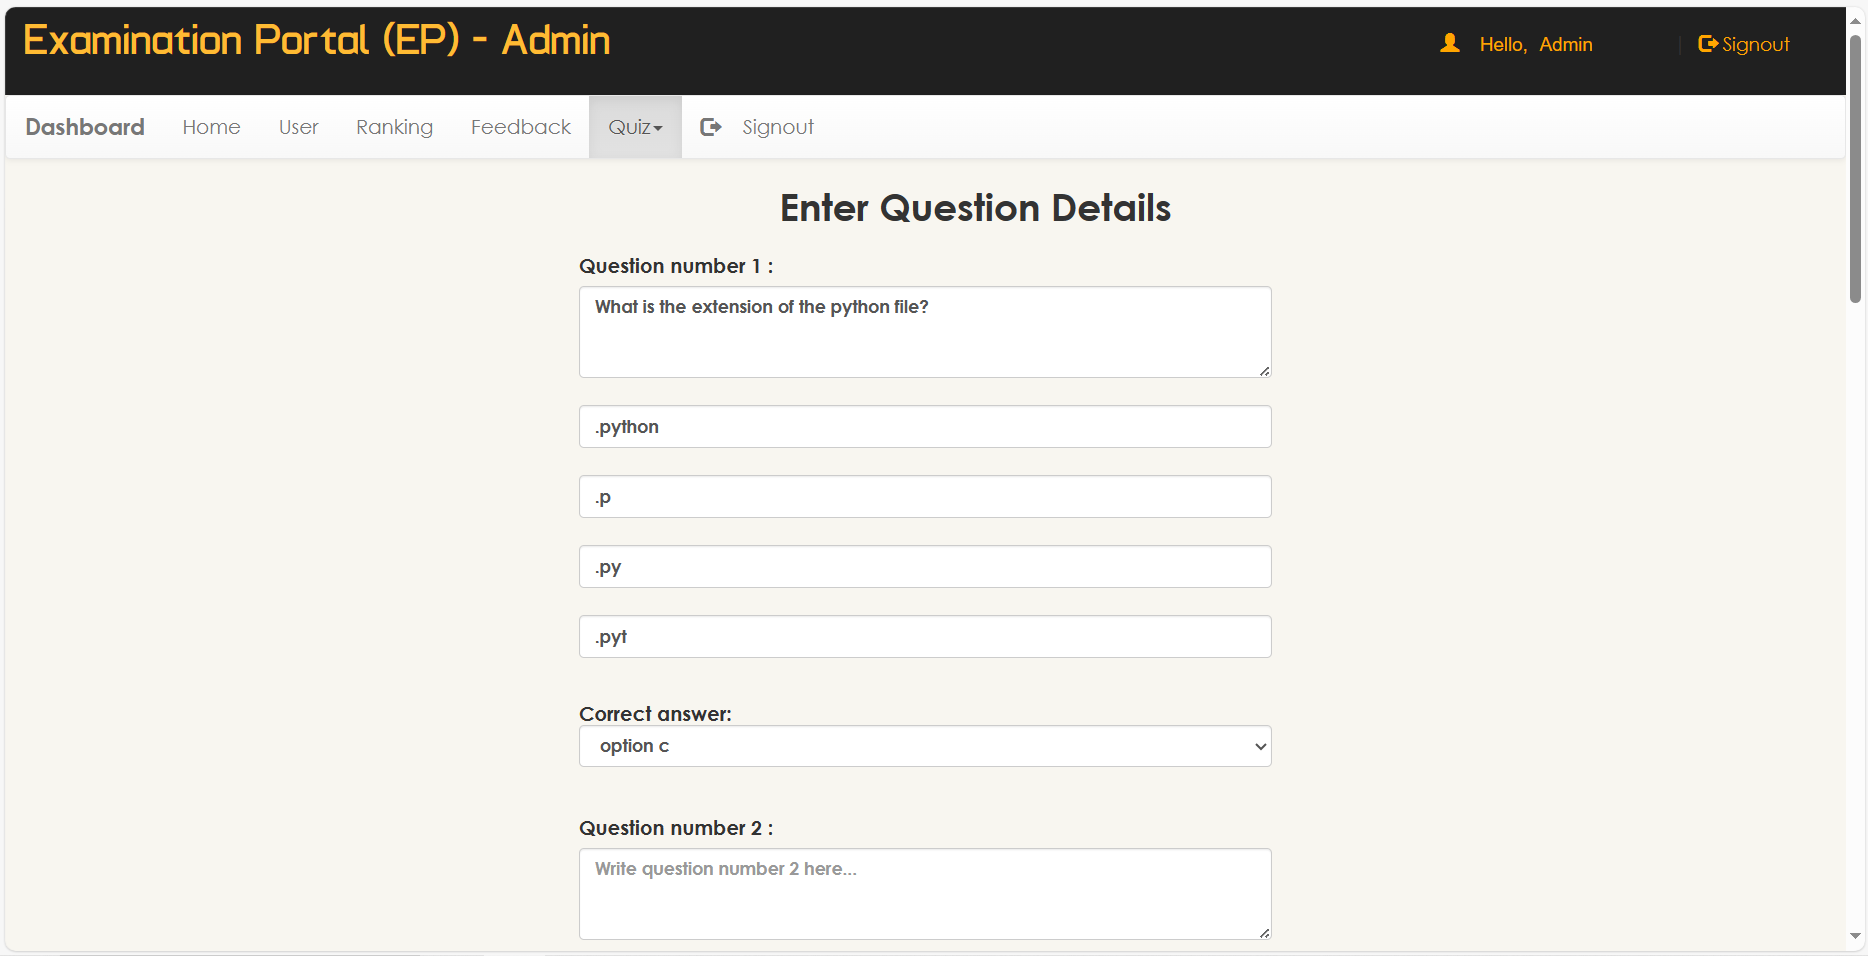 Examination Portal (EP) - Admin
Hello, Admin
Signout
Dashboard Home User Ranking Feedback Quiz Signout
Enter Question Details
Question number 1 :
What is the extension of the python file?
.python
.p
.py
.pyt
Correct answer:
option c
Question number 2 :
Write question number 2 here...